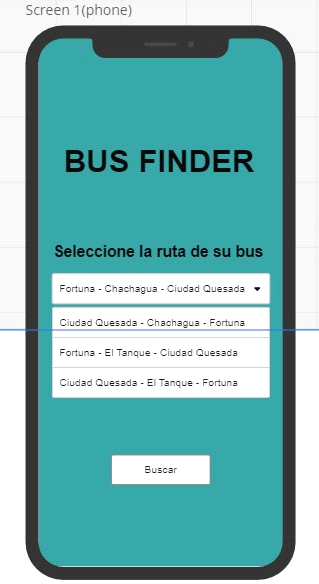 Screen 1(phone)
BUS FINDER
Seleccione la ruta de su bus
Fortuna - Chachagua - Ciudad Quesada
Ciudad Quesada - Chachagua - Fortuna
Fortuna - El Tanque - Ciudad Quesada
Ciudad Quesada - El Tanque - Fortuna
Buscar